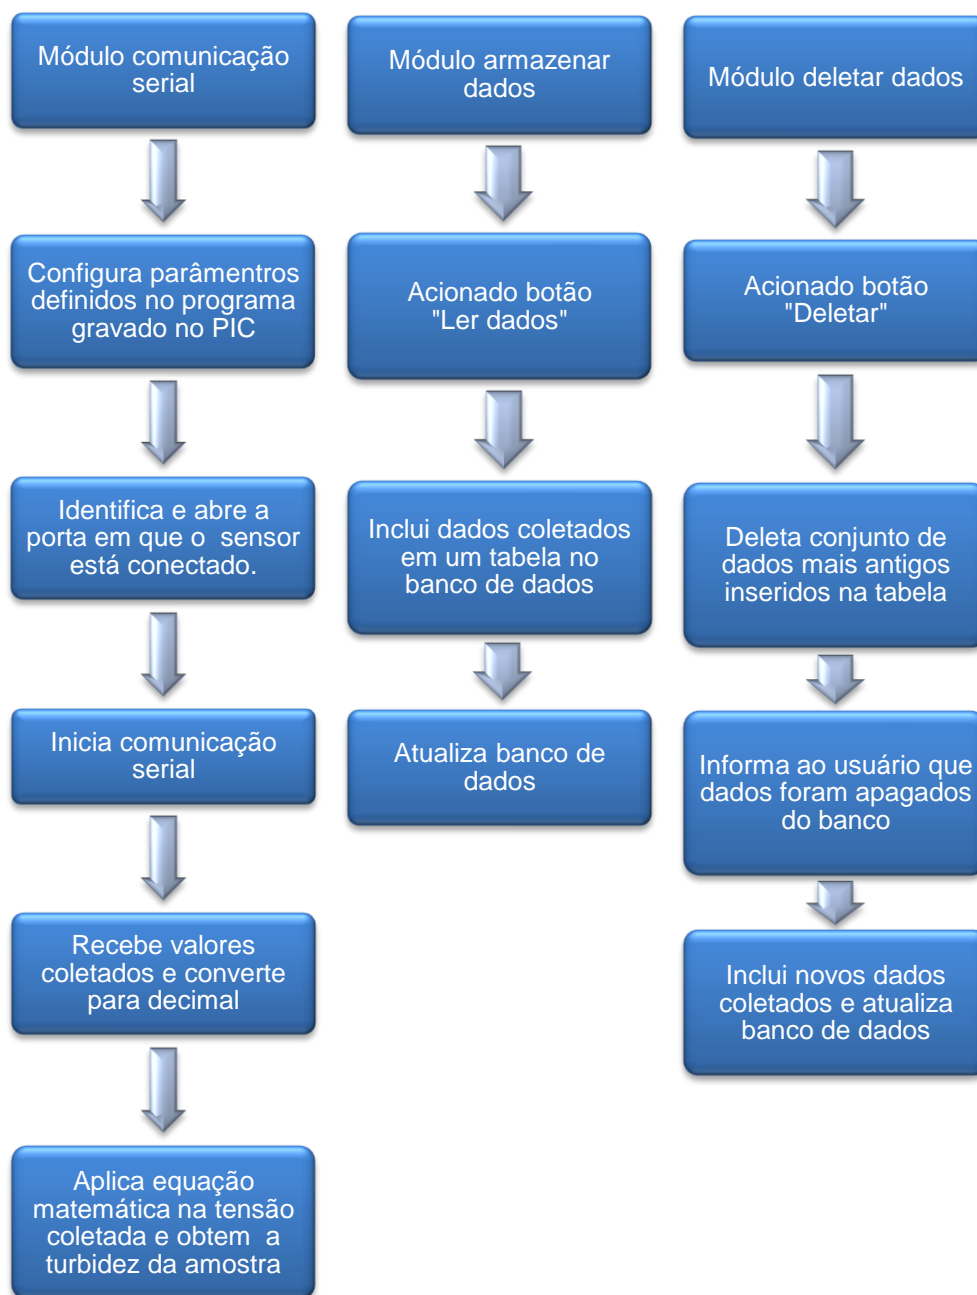 Módulo comunicação
serial
Configura parâmentros
definidos no programa
gravado no PIC
Identifica e abre a
porta em que o sensor
está conectado.
Inicia comunicação
serial
Recebe valores
coletados e converte
para decimal
Aplica equação
matemática na tensão
coletada e obtem a
turbidez da amostra
Módulo armazenar
dados
Acionado botão
"Ler dados"
Inclui dados coletados
em um tabela no
banco de dados
Atualiza banco de
dados
Módulo deletar dados
Acionado botão
"Deletar"
Deleta conjunto de
dados mais antigos
inseridos na tabela
Informa ao usuário que
dados foram apagados
do banco
Inclui novos dados
coletados e atualiza
banco de dados